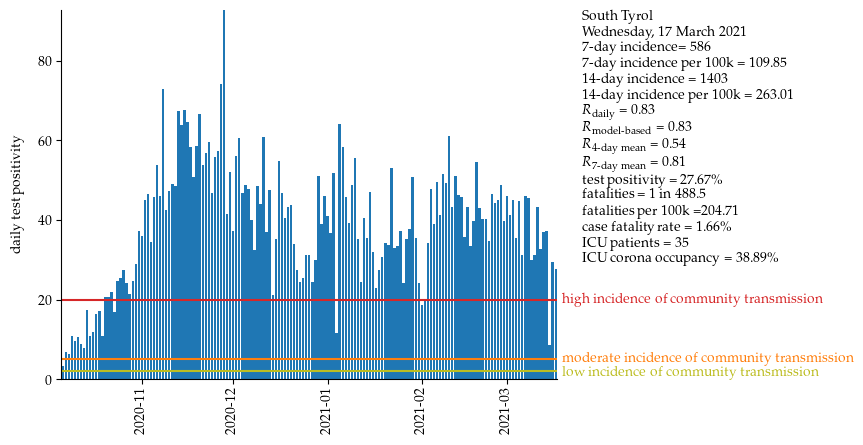 South Tyrol
Wednesday, 17 March 2021
7-day incidence= 586
7-day incidence per 100k = 109.85
14-day incidence = 1403
14-day incidence per 100k = 263.01
R daily = 0.83
R model-based = 0.83
R 4-day mean = 0.54
R 7-day mean = 0.81
test positivity = 27.67%
fatalities = 1 in 488.5
fatalities per 100k =204.71
case fatality rate = 1.66%
ICU patients = 35
ICU corona occupancy = 38.89%
daily test positivity
80
60
40
20
0
high incidence of community transmission
moderate incidence of community transmission
low incidence of community transmission
2020-11
2020-12
2021-01
2021-02
2021-03